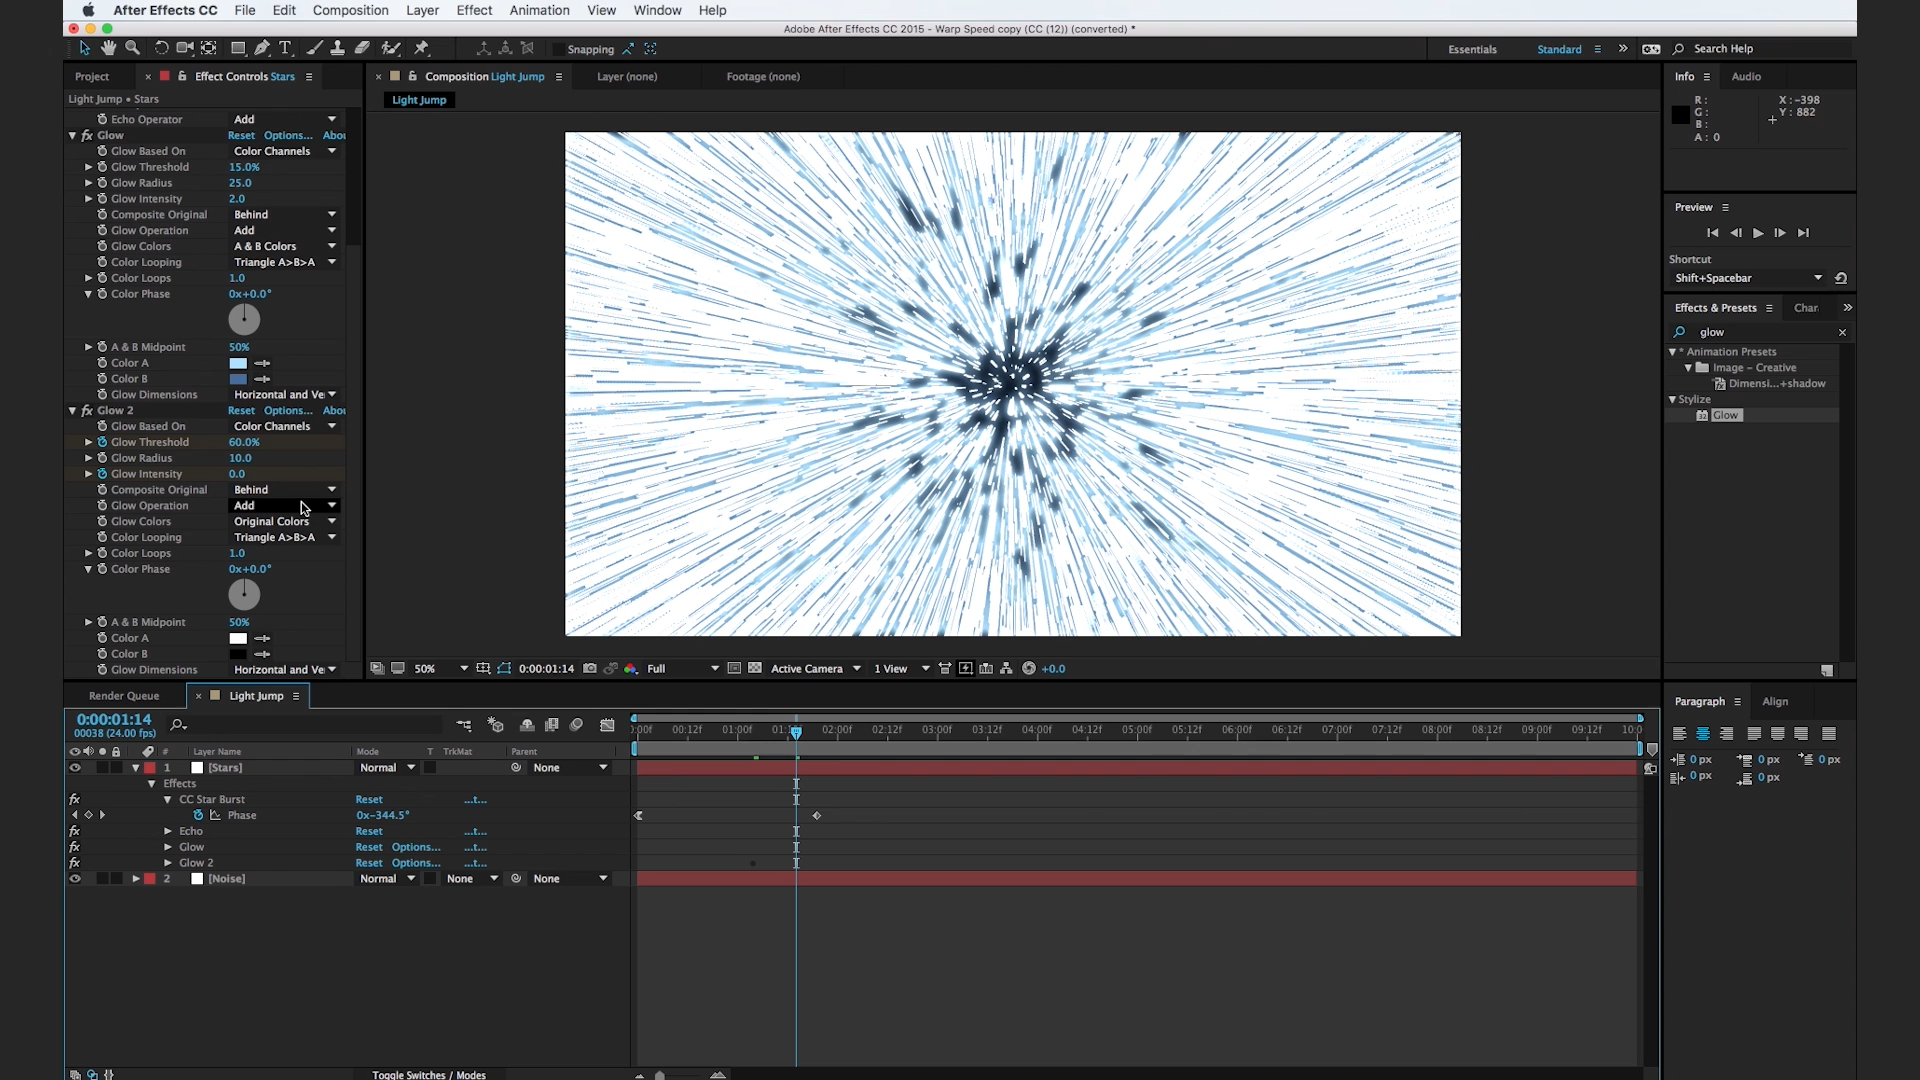 After Effects CC File Edit Composition Layer Effect Animation View Window Help
Adobe After Effects CC 2015 - Warp Speed copy (CC (12)) (converted) *
T Snapping Essentials Standard Search Help
Project Effect Controls Stars Composition Light Jump Layer (none) Footage (none) Info Audio
Light Jump • Stars
Light Jump
R: X: -398
G: Y: 882
B:
A: 0
Echo Operator Add
fx Glow Reset Options... Abou
Glow Based On Color Channels
Glow Threshold 15.0%
Glow Radius 25.0
Glow Intensity 2.0
Composite Original Behind
Glow Operation Add
Glow Colors A & B Colors
Color Looping Triangle A>B>A
Color Loops 1.0
Color Phase 0x+0.0°
A & B Midpoint 50%
Color A
Color B
Glow Dimensions Horizontal and Ve
fx Glow 2 Reset Options... Abou
Glow Based On Color Channels
Glow Threshold 60.0%
Glow Radius 10.0
Glow Intensity 0.0
Composite Original Behind
Glow Operation Add
Glow Colors Original Colors
Color Looping Triangle A>B>A
Color Loops 1.0
Color Phase 0x+0.0°
A & B Midpoint 50%
Color A
Color B
Glow Dimensions Horizontal and Ve
Preview
Shortcut
Shift+Spacebar
Effects & Presets Char
glow
* Animation Presets
Image – Creative
Dimensi...+shadow
Stylize
Glow
50% 0:00:01:14 Full Active Camera 1 View +0.0
Render Queue Light Jump
0:00:01:14
00038 (24.00 fps)
00f 00:12f 01:00f 02:00f 02:12f 03:00f 03:12f 04:00f 04:12f 05:00f 05:12f 06:00f 06:12f 07:00f 07:12f 08:00f 08:12f 09:00f 09:12f 10:0
# Layer Name Mode T TrkMat Parent
1 [Stars] Normal None
Effects
fx CC Star Burst Reset ...t...
Phase 0x-344.5°
fx Echo Reset ...t...
fx Glow Reset Options... ...t...
fx Glow 2 Reset Options... ...t...
2 [Noise] Normal None None
Toggle Switches / Modes
Paragraph Align
0 px 0 px 0 px
0 px 0 px